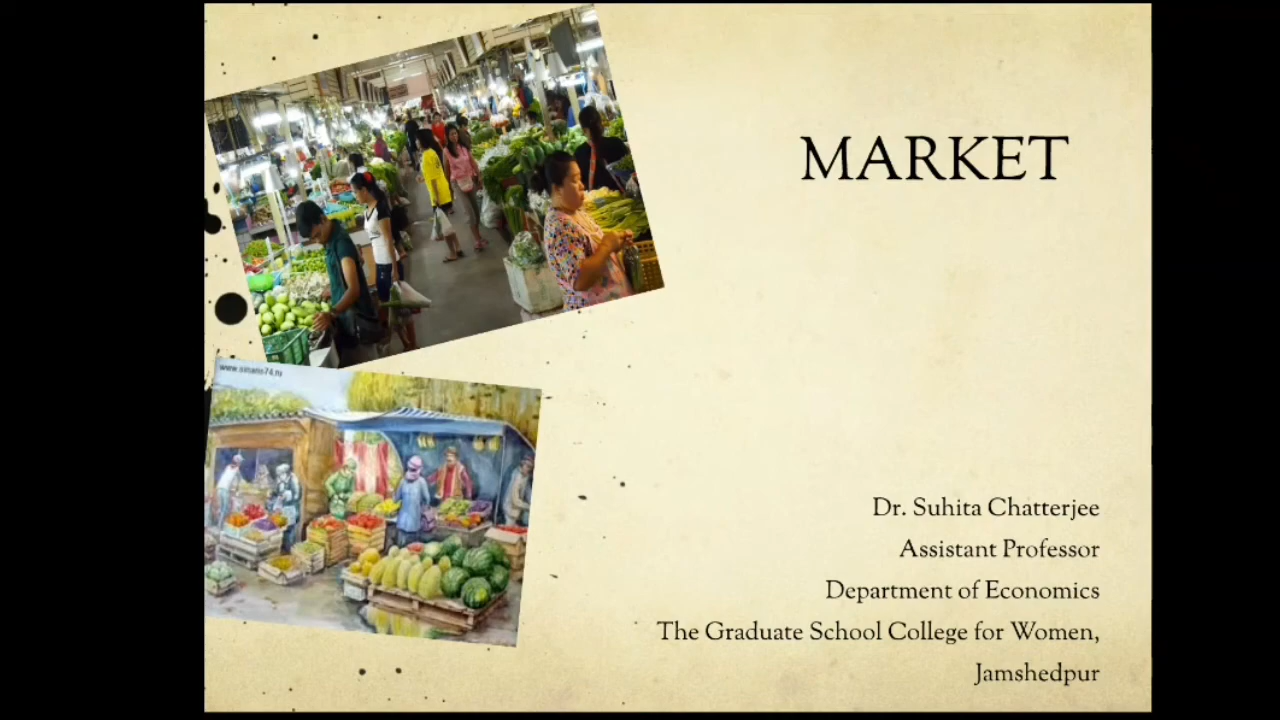 MARKET
Dr. Suhita Chatterjee
Assistant Professor
Department of Economics
The Graduate School College for Women,
Jamshedpur